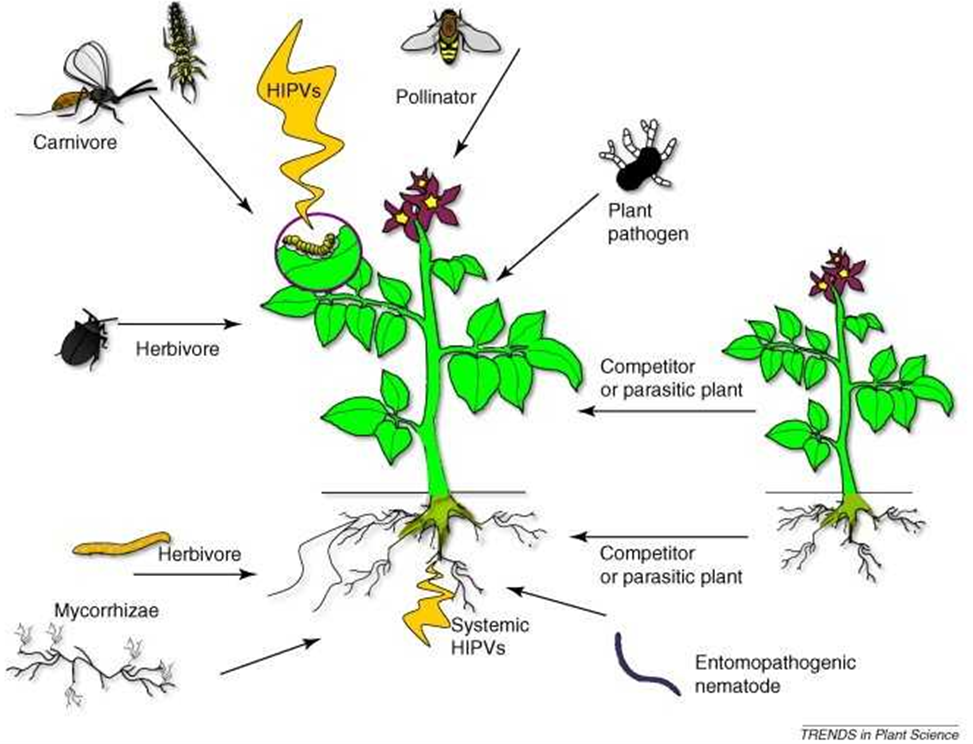 HIPVs
Pollinator
Carnivore
Plant
pathogen
Herbivore
Competitor
or parasitic plant
Herbivore
Competitor
or parasitic plant
Mycorrhizae
Systemic
HIPVs
Entomopathogenic
nematode
TRENDS in Plant Science